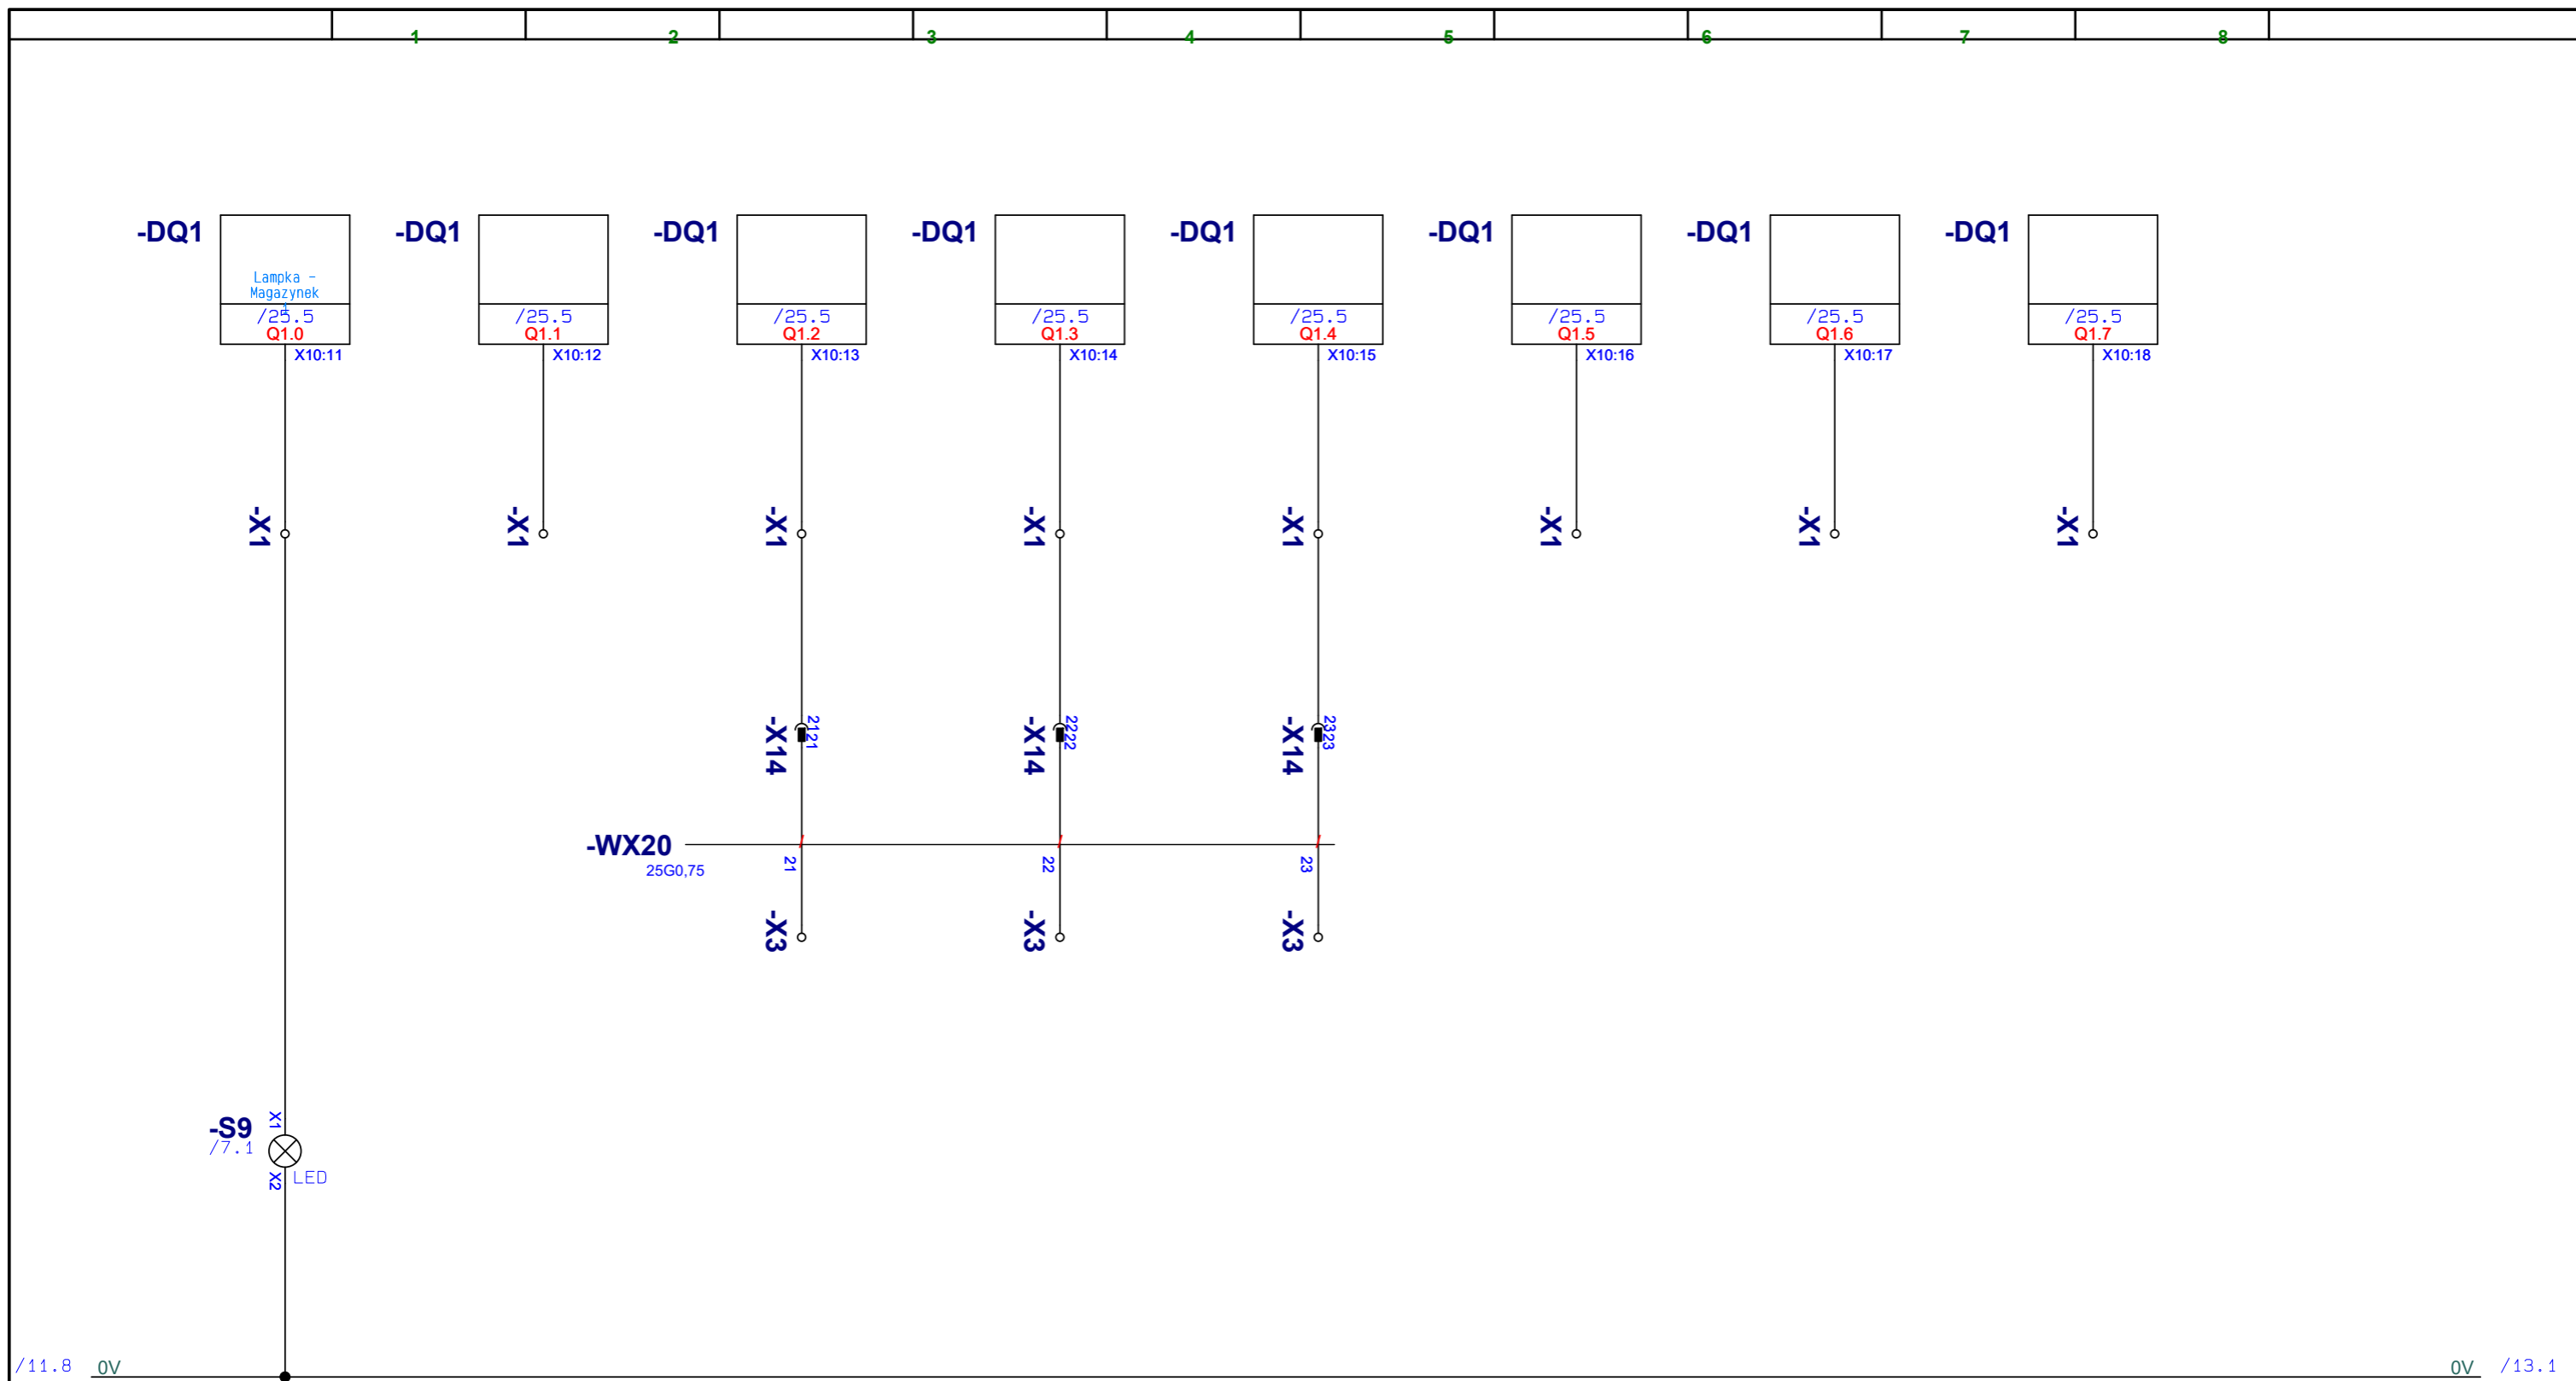 1 2 3 4 5 6 7 8
-DQ1 -DQ1 -DQ1 -DQ1 -DQ1 -DQ1 -DQ1 -DQ1
Lampka -
Magazynek
1
/25.5 /25.5 /25.5 /25.5 /25.5 /25.5 /25.5 /25.5
Q1.0 Q1.1 Q1.2 Q1.3 Q1.4 Q1.5 Q1.6 Q1.7
X10:11 X10:12 X10:13 X10:14 X10:15 X10:16 X10:17 X10:18
-X1 -X1 -X1 -X1 -X1 -X1 -X1 -X1
-X14 21 21 -X14 22 22 -X14 23 23
-WX20
25G0,75
21 22 23
-X3 -X3 -X3
-S9 X1
/7.1
X2 LED
/11.8 0V 0V /13.1